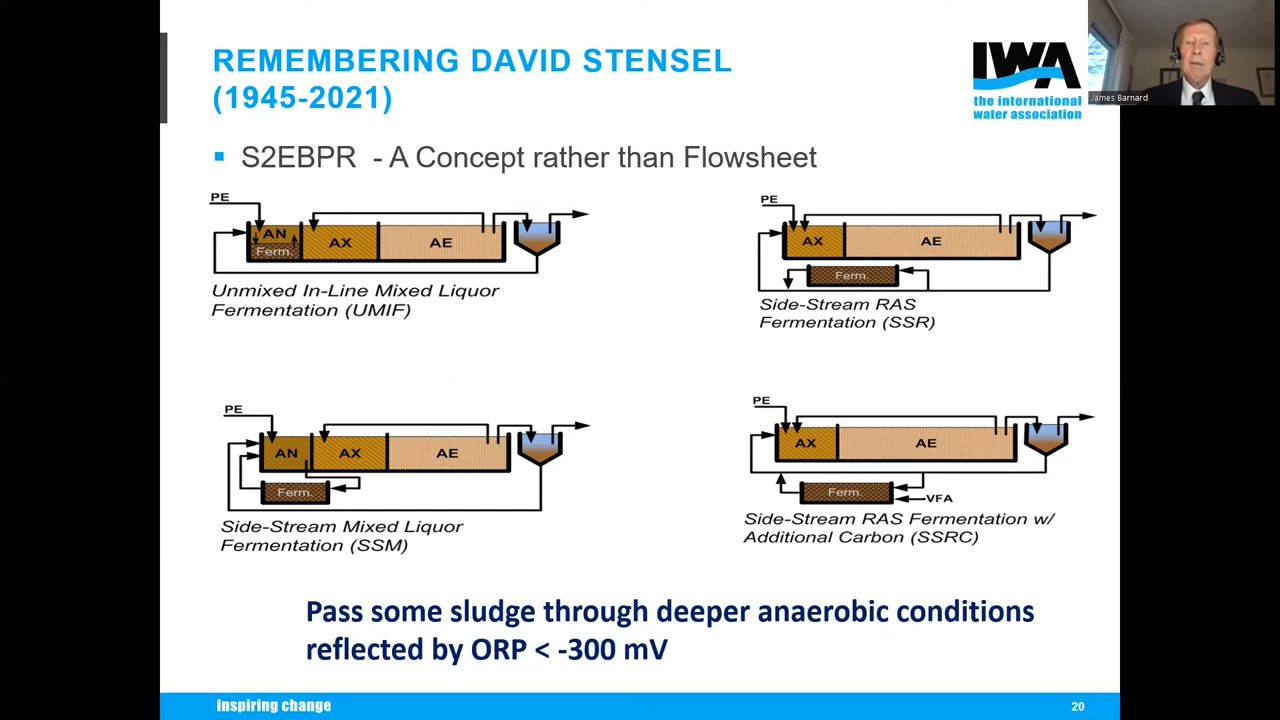 REMEMBERING DAVID STENSEL
(1945-2021)
IWA
the international
water association
James Barnard
S2EBPR - A Concept rather than Flowsheet
PE
AN
Ferm.
AX
AE
Unmixed In-Line Mixed Liquor
Fermentation (UMIF)
PE
AX
AE
Ferm.
Side-Stream RAS
Fermentation (SSR)
PE
AN
AX
AE
Ferm.
Side-Stream Mixed Liquor
Fermentation (SSM)
PE
AX
AE
Ferm.
VFA
Side-Stream RAS Fermentation w/
Additional Carbon (SSRC)
Pass some sludge through deeper anaerobic conditions
reflected by ORP < -300 mV
inspiring change
20